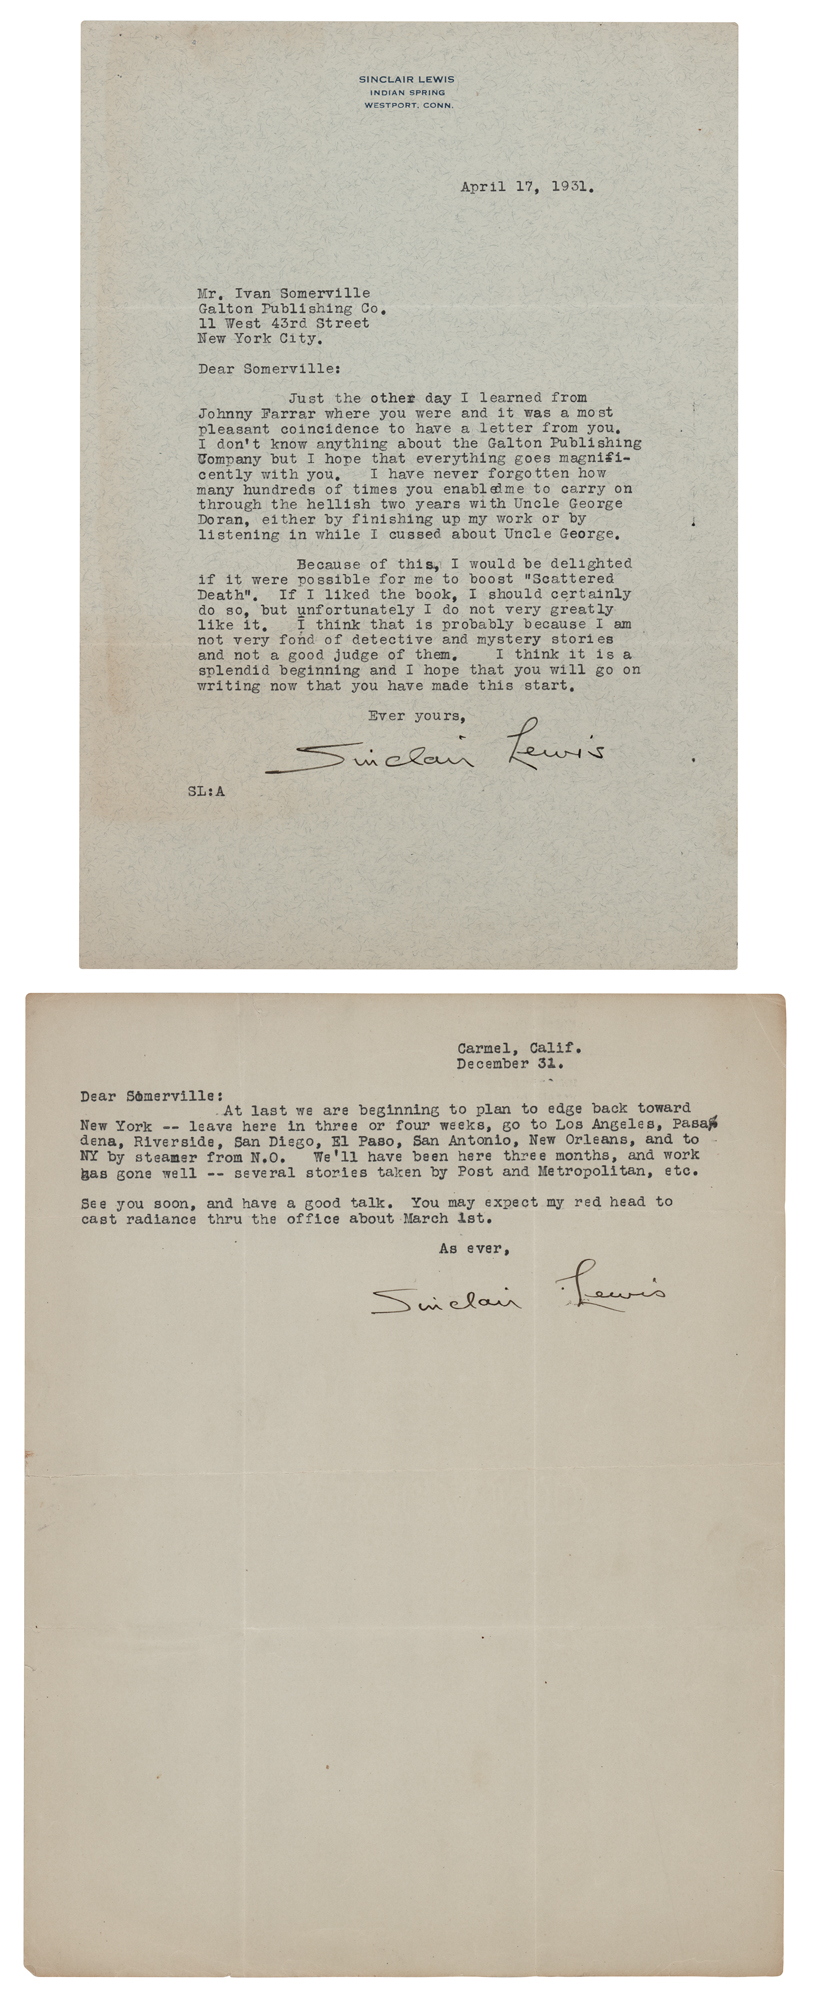 SINCLAIR LEWIS
INDIAN SPRING
WESTPORT, CONN.
April 17, 1931.
Mr. Ivan Somerville
Galton Publishing Co.
11 West 43rd Street
New York City.
Dear Somerville:
Just the other day I learned from
Johnny Farrar where you were and it was a most
pleasant coincidence to have a letter from you.
I don't know anything about the Galton Publishing
Company but I hope that everything goes magnifi-
cently with you. I have never forgotten how
many hundreds of times you enabled me to carry on
through the hellish two years with Uncle George
Doran, either by finishing up my work or by
listening in while I cussed about Uncle George.
Because of this, I would be delighted
if it were possible for me to boost "Scattered
Death". If I liked the book, I should certainly
do so, but unfortunately I do not very greatly
like it. I think that is probably because I am
not very fond of detective and mystery stories
and not a good judge of them. I think it is a
splendid beginning and I hope that you will go on
writing now that you have made this start.
Ever yours,
Sinclair Lewis
SL:A
Carmel, Calif.
December 31.
Dear Somerville:
At last we are beginning to plan to edge back toward
New York -- leave here in three or four weeks, go to Los Angeles, Pasa
dena, Riverside, San Diego, El Paso, San Antonio, New Orleans, and to
NY by steamer from N.O. We'll have been here three months, and work
has gone well -- several stories taken by Post and Metropolitan, etc.
See you soon, and have a good talk. You may expect my red head to
cast radiance thru the office about March 1st.
As ever,
Sinclair Lewis